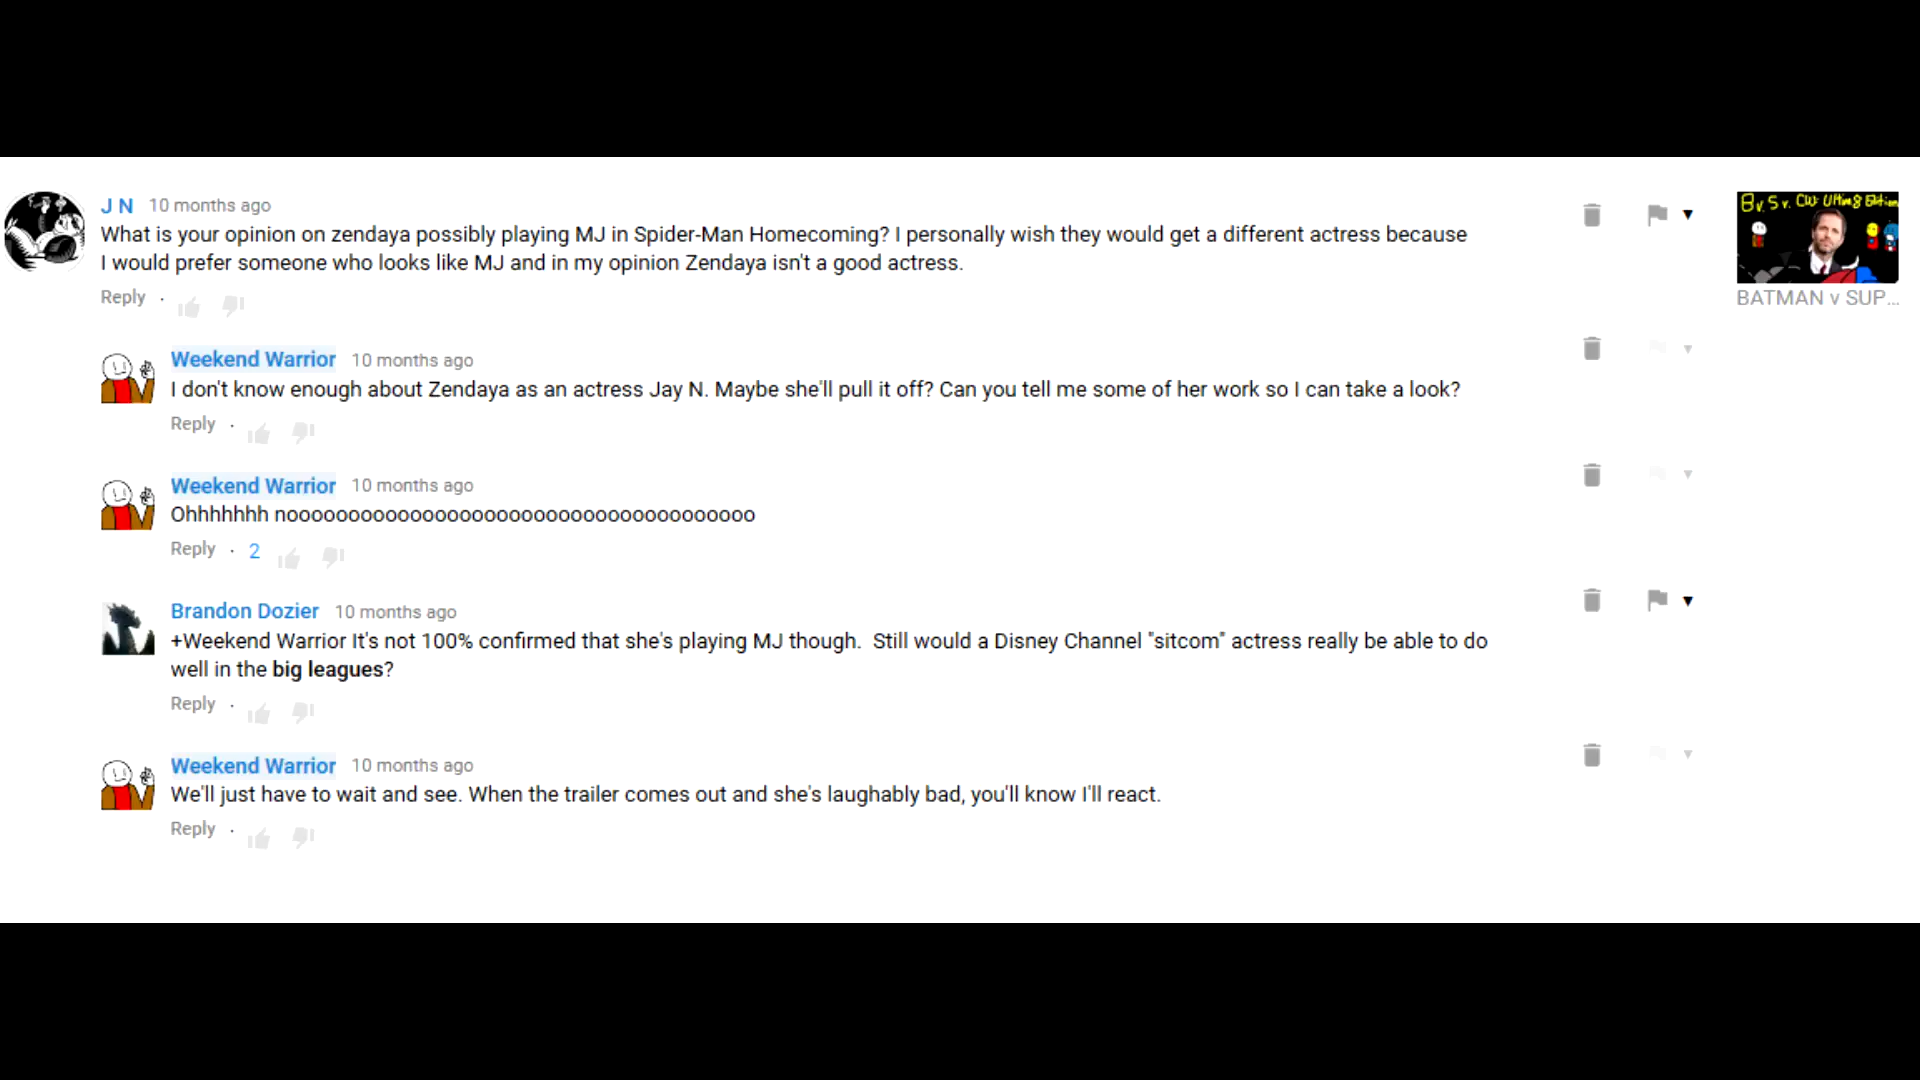 J N 10 months ago
What is your opinion on zendaya possibly playing MJ in Spider-Man Homecoming? I personally wish they would get a different actress because
I would prefer someone who looks like MJ and in my opinion Zendaya isn't a good actress.
Reply ·
Bv. S v. CW: Ultim8 Edition
BATMAN v SUP...
Weekend Warrior 10 months ago
I don't know enough about Zendaya as an actress Jay N. Maybe she'll pull it off? Can you tell me some of her work so I can take a look?
Reply ·
Weekend Warrior 10 months ago
Ohhhhhhh noooooooooooooooooooooooooooooooooooooo
Reply · 2
Brandon Dozier 10 months ago
+Weekend Warrior It's not 100% confirmed that she's playing MJ though.  Still would a Disney Channel "sitcom" actress really be able to do
well in the big leagues?
Reply ·
Weekend Warrior 10 months ago
We'll just have to wait and see. When the trailer comes out and she's laughably bad, you'll know I'll react.
Reply ·